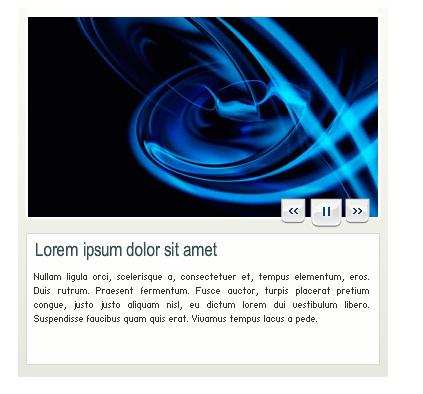 Lorem ipsum dolor sit amet
Nullam ligula orci, scelerisque a, consectetuer et, tempus elementum, eros.
Duis rutrum. Praesent fermentum. Fusce auctor, turpis placerat pretium
congue, justo justo aliquam nisl, eu dictum lorem dui vestibulum libero.
Suspendisse faucibus quam quis erat. Vivamus tempus lacus a pede.